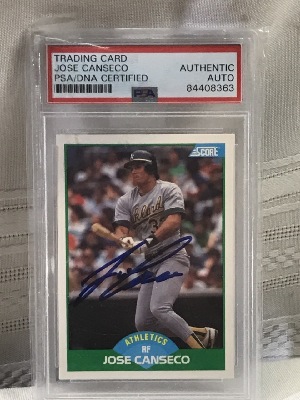 TRADING CARD
JOSE CANSECO
PSA/DNA CERTIFIED
AUTHENTIC
AUTO
84408363
PSA
SCORE
ATHLETICS
RF
JOSE CANSECO